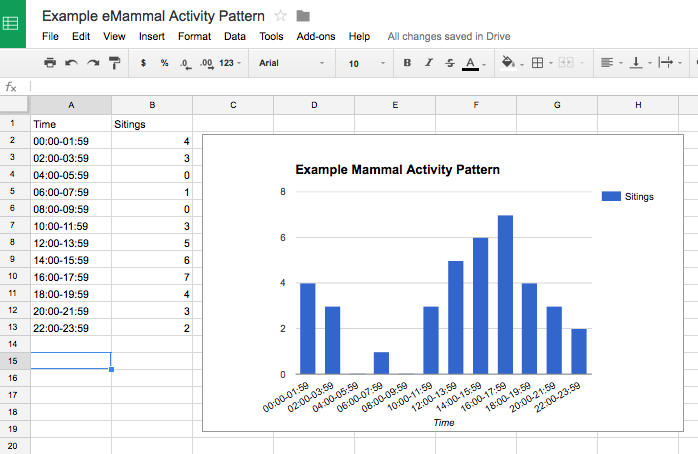 Example eMammal Activity Pattern
File Edit View Insert Format Data Tools Add-ons Help All changes saved in Drive
$ % .0 .00 123 Arial 10 B I S A
fx
A B C D E F G H
1 Time Sitings
2 00:00-01:59 4
3 02:00-03:59 3
4 04:00-05:59 0
5 06:00-07:59 1
6 08:00-09:59 0
7 10:00-11:59 3
8 12:00-13:59 5
9 14:00-15:59 6
10 16:00-17:59 7
11 18:00-19:59 4
12 20:00-21:59 3
13 22:00-23:59 2
14
15
16
17
18
19
20
Example Mammal Activity Pattern
Sitings
8
6
4
2
0
00:00-01:59 02:00-03:59 04:00-05:59 06:00-07:59 08:00-09:59 10:00-11:59 12:00-13:59 14:00-15:59 16:00-17:59 18:00-19:59 20:00-21:59 22:00-23:59
Time